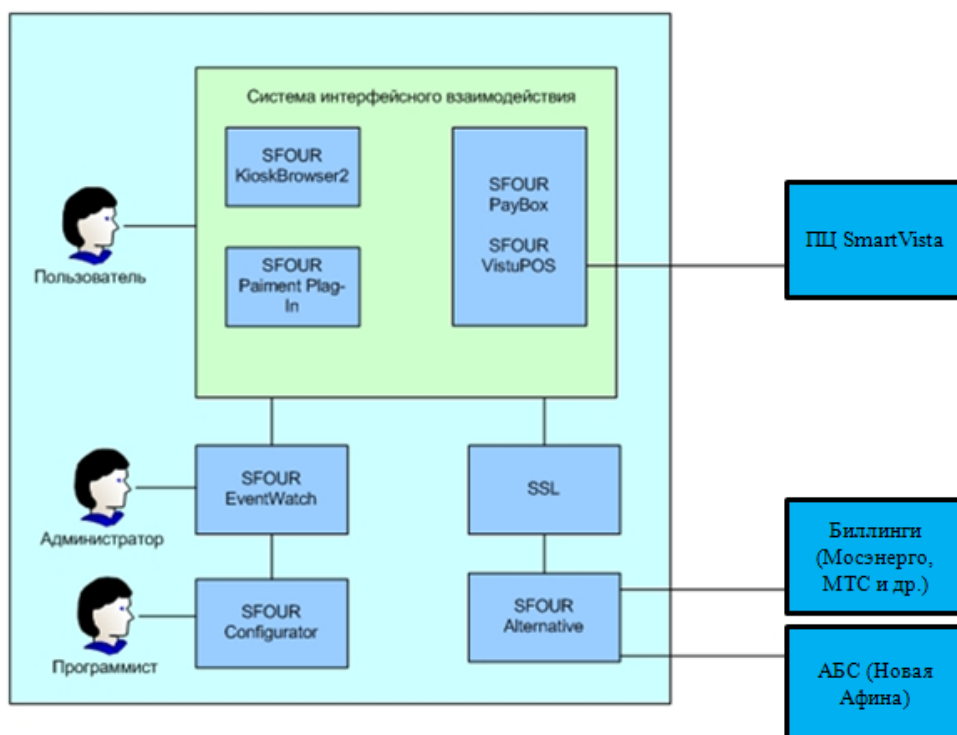 Система интерфейсного взаимодействия
SFOUR
KioskBrowser2
SFOUR
PayBox
SFOUR
VistuPOS
ПЦ SmartVista
Пользователь
SFOUR
Paiment Plag-
In
SFOUR
EventWatch
SSL
Администратор
Биллинги
(Мосэнерго,
МТС и др.)
SFOUR
Configurator
SFOUR
Alternative
Программист
АБС (Новая
Афина)